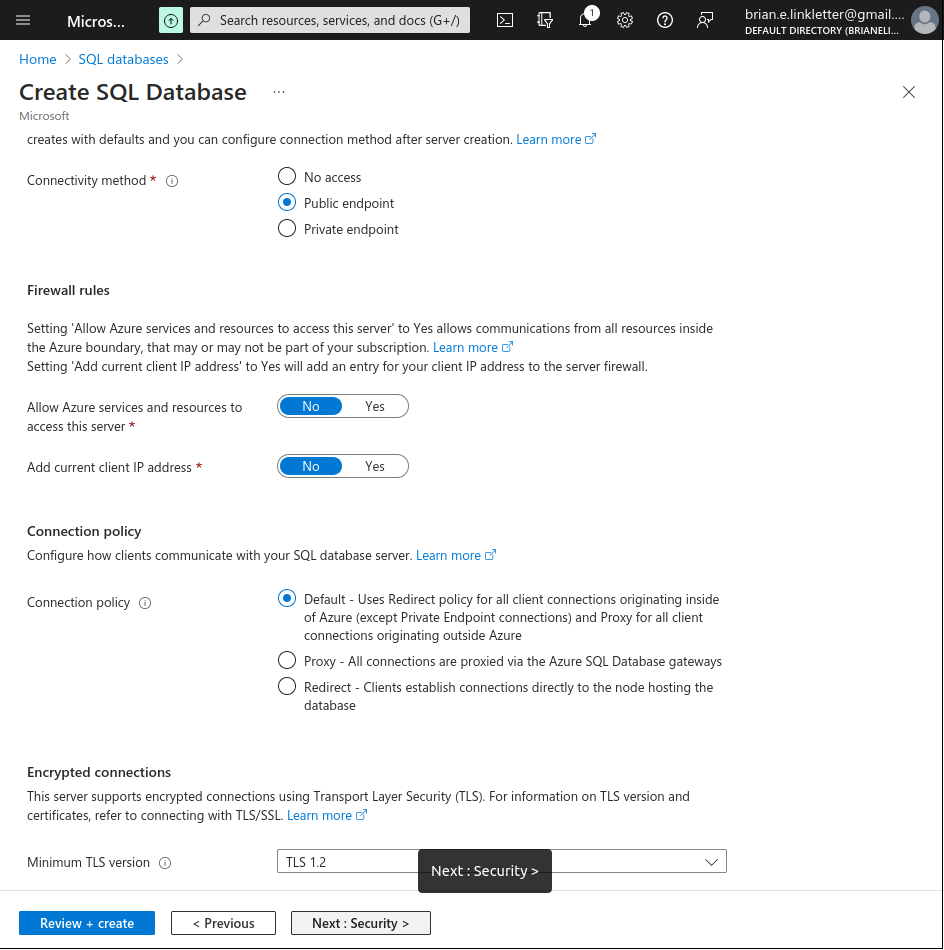 Micros...
Search resources, services, and docs (G+/)
1
brian.e.linkletter@gmail....
DEFAULT DIRECTORY (BRIANELI...
Home > SQL databases >
Create SQL Database ...
Microsoft
creates with defaults and you can configure connection method after server creation. Learn more
Connectivity method *
No access
Public endpoint
Private endpoint
Firewall rules
Setting 'Allow Azure services and resources to access this server' to Yes allows communications from all resources inside
the Azure boundary, that may or may not be part of your subscription. Learn more
Setting 'Add current client IP address' to Yes will add an entry for your client IP address to the server firewall.
Allow Azure services and resources to
access this server *
No Yes
Add current client IP address *
No Yes
Connection policy
Configure how clients communicate with your SQL database server. Learn more
Connection policy
Default - Uses Redirect policy for all client connections originating inside
of Azure (except Private Endpoint connections) and Proxy for all client
connections originating outside Azure
Proxy - All connections are proxied via the Azure SQL Database gateways
Redirect - Clients establish connections directly to the node hosting the
database
Encrypted connections
This server supports encrypted connections using Transport Layer Security (TLS). For information on TLS version and
certificates, refer to connecting with TLS/SSL. Learn more
Minimum TLS version
TLS 1.2
Next : Security >
Review + create
< Previous
Next : Security >